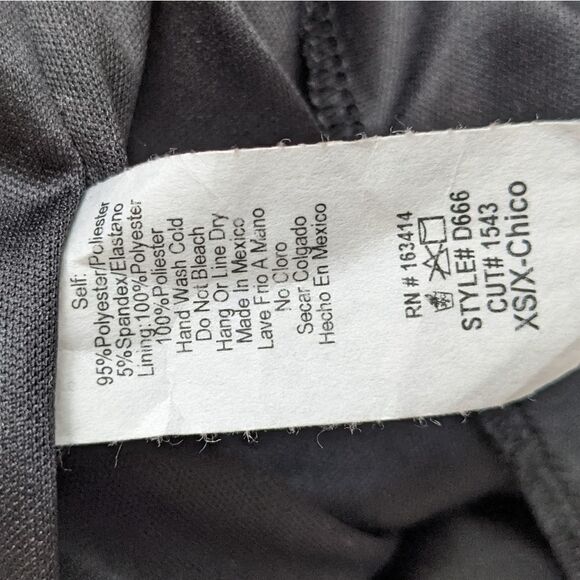 Self:
95%Polyester/Poliester
5%Spandex/Elastano
Lining:100%Polyester
100%Poliester
Hand Wash Cold
Do Not Bleach
Hang Or Line Dry
Made In Mexico
Lave Frio A Mano
No Cloro
Secar Colgado
Hecho En Mexico
RN # 163414
STYLE# D666
CUT# 1543
XS/X-Chico